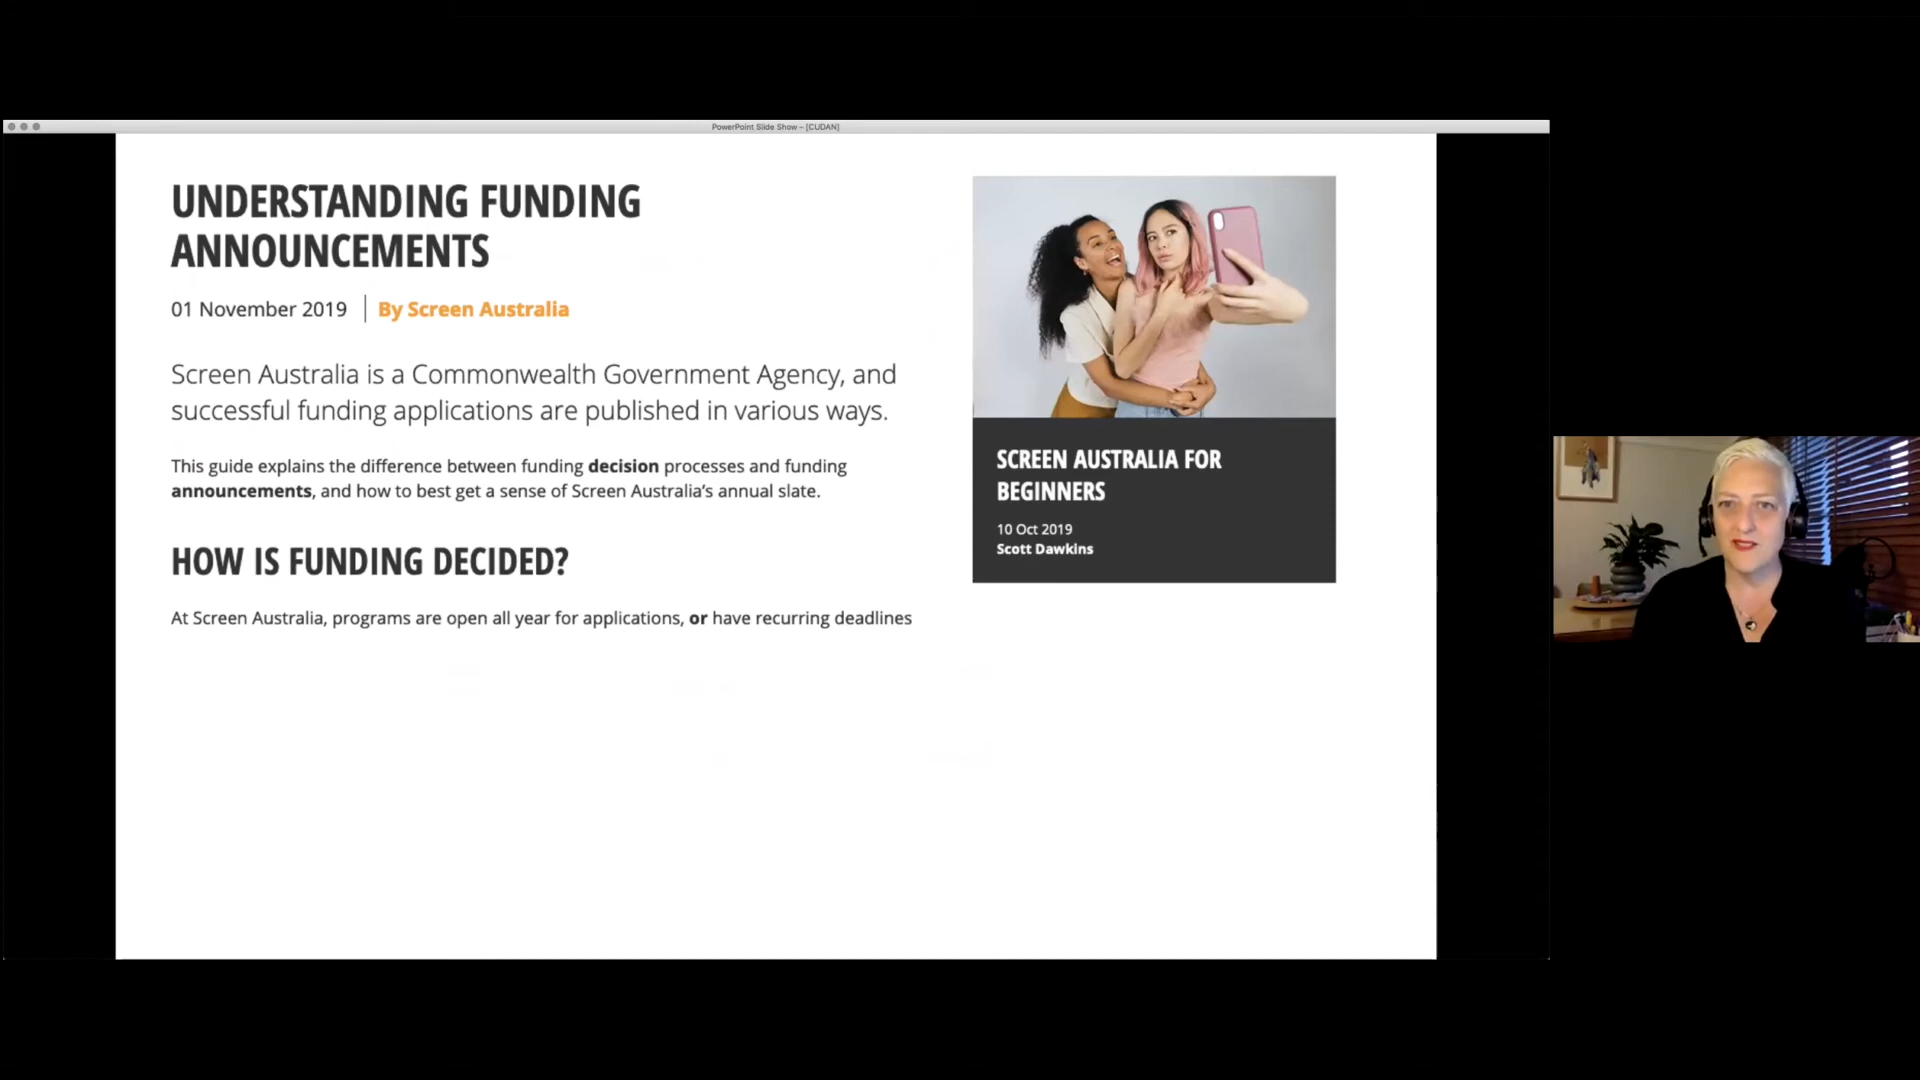 PowerPoint Slide Show – [CUDAN]
UNDERSTANDING FUNDING
ANNOUNCEMENTS
01 November 2019 | By Screen Australia
Screen Australia is a Commonwealth Government Agency, and
successful funding applications are published in various ways.
This guide explains the difference between funding decision processes and funding
announcements, and how to best get a sense of Screen Australia’s annual slate.
HOW IS FUNDING DECIDED?
At Screen Australia, programs are open all year for applications, or have recurring deadlines
SCREEN AUSTRALIA FOR
BEGINNERS
10 Oct 2019
Scott Dawkins